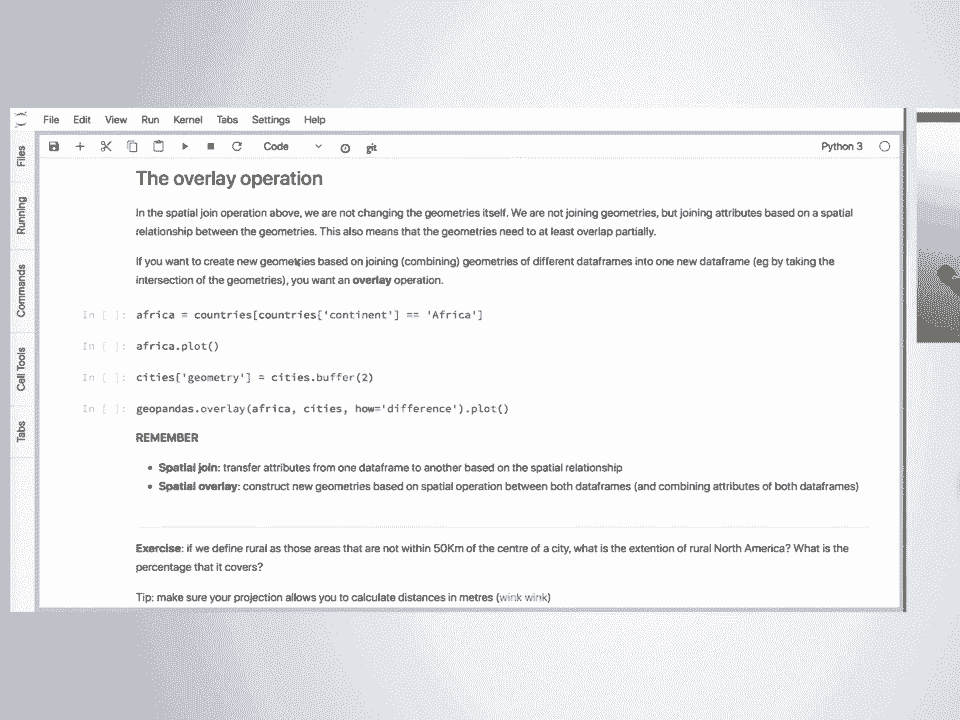 File Edit View Run Kernel Tabs Settings Help
Code
git
Python 3
Files
Running
Commands
Cell Tools
Tabs
The overlay operation
In the spatial join operation above, we are not changing the geometries itself. We are not joining geometries, but joining attributes based on a spatial
relationship between the geometries. This also means that the geometries need to at least overlap partially.
If you want to create new geometries based on joining (combining) geometries of different dataframes into one new dataframe (eg by taking the
intersection of the geometries), you want an overlay operation.
In [ ]: africa = countries[countries['continent'] == 'Africa']
In [ ]: africa.plot()
In [ ]: cities['geometry'] = cities.buffer(2)
In [ ]: geopandas.overlay(africa, cities, how='difference').plot()
REMEMBER
• Spatial join: transfer attributes from one dataframe to another based on the spatial relationship
• Spatial overlay: construct new geometries based on spatial operation between both dataframes (and combining attributes of both dataframes)
Exercise: if we define rural as those areas that are not within 50Km of the centre of a city, what is the extention of rural North America? What is the
percentage that it covers?
Tip: make sure your projection allows you to calculate distances in metres (wink wink)